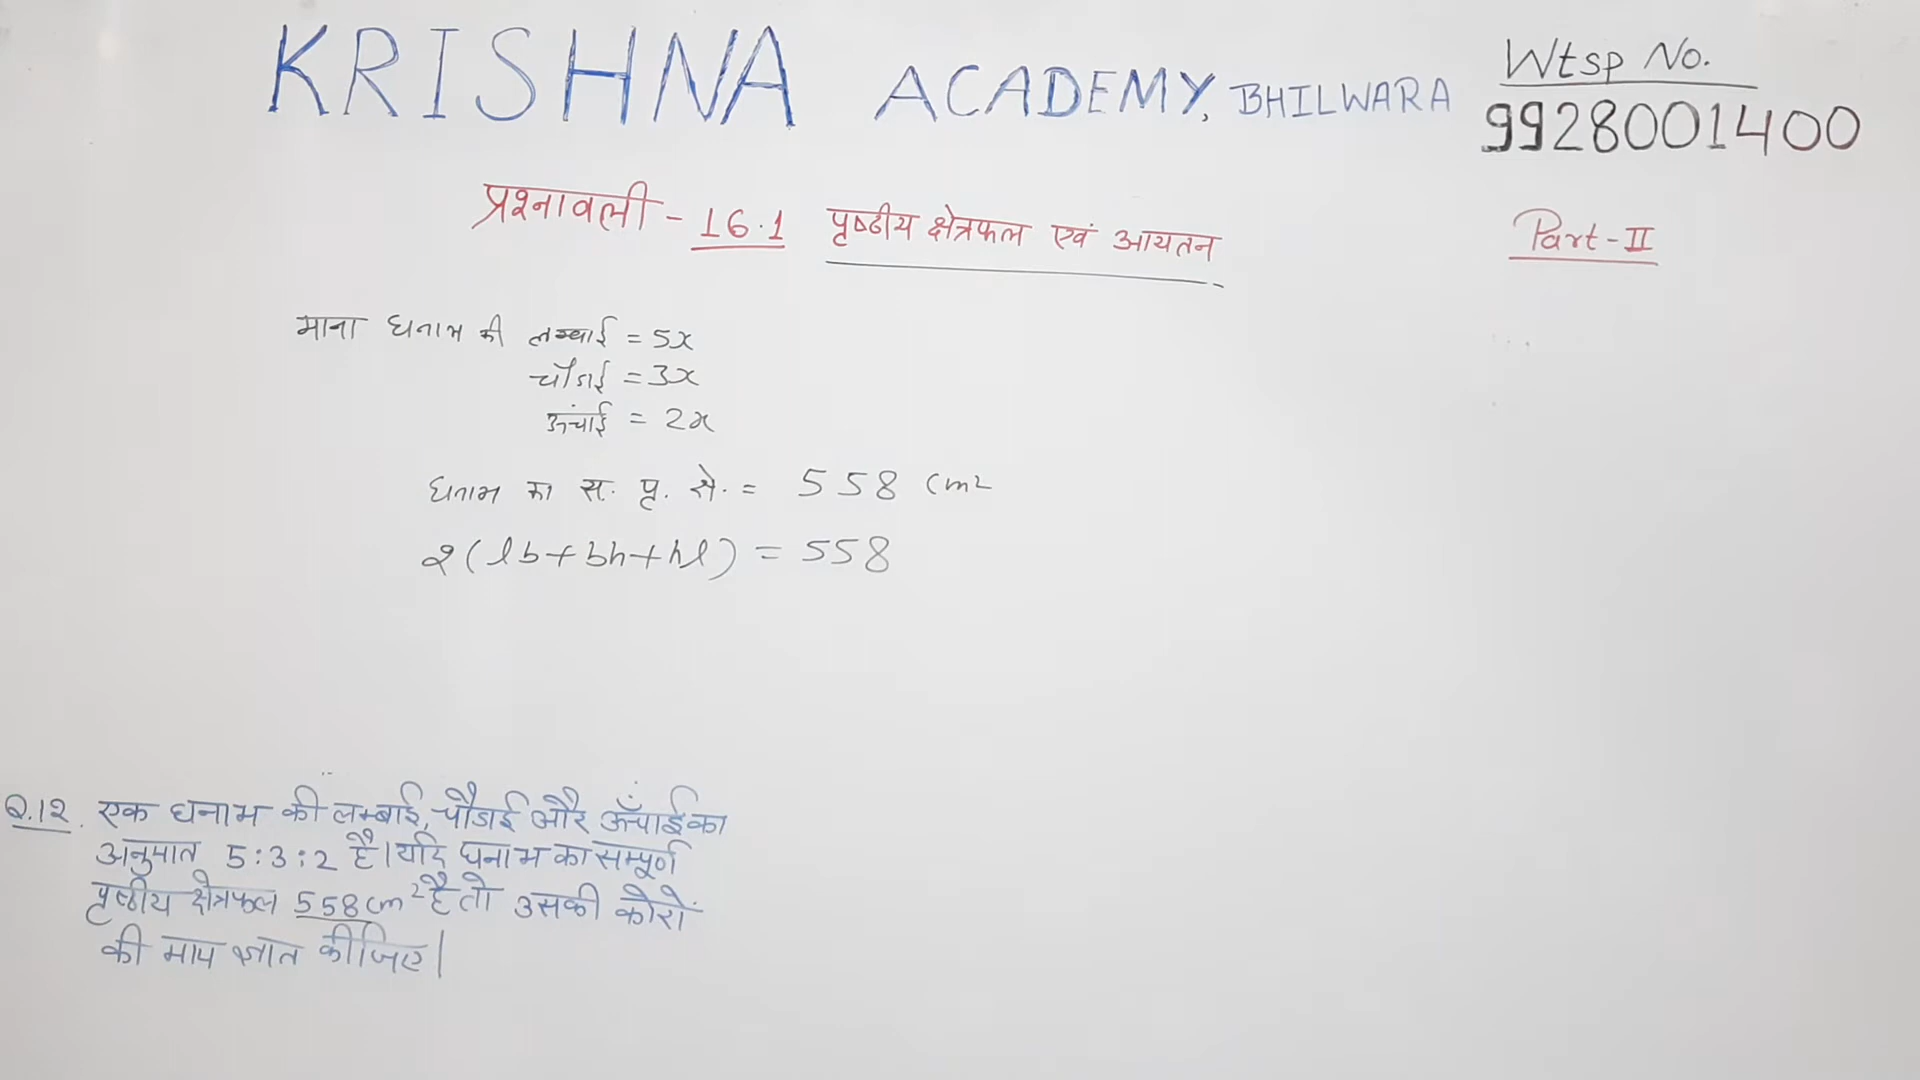 KRISHNA ACADEMY, BHILWARA
Wtsp No.
9928001400
प्रश्नावली - 16.1 पृष्ठीय क्षेत्रफल एवं आयतन
Part-II
माना घनाभ की लम्बाई = 5x
चौडाई = 3x
ऊंचाई = 2x
घनाभ का स. पृ. क्षे. = 558 cm²
2(lb+bh+hl) = 558
Q.12. एक घनाभ की लम्बाई, चौडाई और ऊँचाई का
अनुपात 5:3:2 है। यदि घनाभ का सम्पूर्ण
पृष्ठीय क्षेत्रफल 558cm² है तो उसकी कोरों
की माप ज्ञात कीजिए।